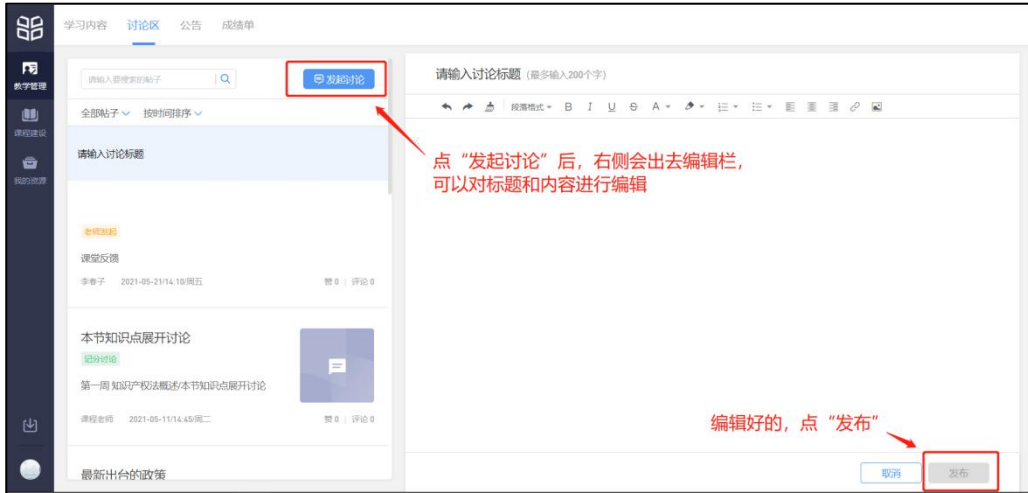 学习内容 讨论区 公告 成绩单
教学管理
课程建设
我的资源
请输入要搜索的帖子
发起讨论
全部帖子 按时间排序
请输入讨论标题
老师发起
课堂反馈
李春子 2021-05-21/14:10/周五 赞 0 | 评论 0
本节知识点展开讨论
记分讨论
第一周 知识产权法概述/本节知识点展开讨论
课程老师 2021-05-11/14:45/周二 赞 0 | 评论 0
最新出台的政策
请输入讨论标题 (最多输入200个字)
段落格式 B I U S A
点“发起讨论”后，右侧会出去编辑栏，
可以对标题和内容进行编辑
编辑好的，点“发布”
取消 发布